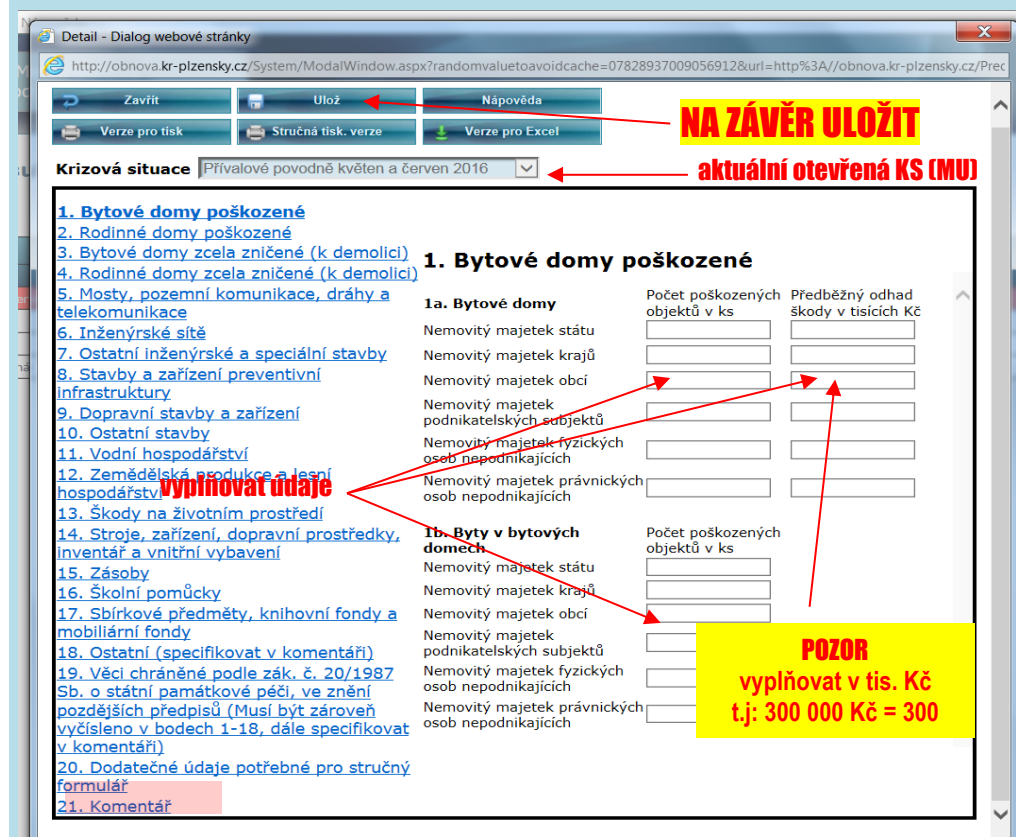 Detail - Dialog webové stránky
http://obnova.kr-plzensky.cz/System/ModalWindow.aspx?randomvaluetoavoidcache=07828937009056912&url=http%3A//obnova.kr-plzensky.cz/Prec
Zavřít Ulož Nápověda
NA ZÁVĚR ULOŽIT
Verze pro tisk Stručná tisk. verze Verze pro Excel
Krizová situace Přívalové povodně květen a červen 2016
aktuální otevřená KS (MU)
1. Bytové domy poškozené
2. Rodinné domy poškozené
3. Bytové domy zcela zničené (k demolici)
4. Rodinné domy zcela zničené (k demolici)
5. Mosty, pozemní komunikace, dráhy a
telekomunikace
6. Inženýrské sítě
7. Ostatní inženýrské a speciální stavby
8. Stavby a zařízení preventivní
infrastruktury
9. Dopravní stavby a zařízení
10. Ostatní stavby
11. Vodní hospodářství
12. Zemědělská produkce a lesní
hospodářství
vyplňovat údaje
13. Škody na životním prostředí
14. Stroje, zařízení, dopravní prostředky,
inventář a vnitřní vybavení
15. Zásoby
16. Školní pomůcky
17. Sbírkové předměty, knihovní fondy a
mobiliární fondy
18. Ostatní (specifikovat v komentáři)
19. Věci chráněné podle zák. č. 20/1987
Sb. o státní památkové péči, ve znění
pozdějších předpisů (Musí být zároveň
vyčísleno v bodech 1-18, dále specifikovat
v komentáři)
20. Dodatečné údaje potřebné pro stručný
formulář
21. Komentář
1. Bytové domy poškozené
1a. Bytové domy
Počet poškozených
objektů v ks
Předběžný odhad
škody v tisících Kč
Nemovitý majetek státu
Nemovitý majetek krajů
Nemovitý majetek obcí
Nemovitý majetek
podnikatelských subjektů
Nemovitý majetek fyzických
osob nepodnikajících
Nemovitý majetek právnických
osob nepodnikajících
1b. Byty v bytových
domech
Počet poškozených
objektů v ks
Nemovitý majetek státu
Nemovitý majetek krajů
Nemovitý majetek obcí
Nemovitý majetek
podnikatelských subjektů
Nemovitý majetek fyzických
osob nepodnikajících
Nemovitý majetek právnických
osob nepodnikajících
POZOR
vyplňovat v tis. Kč
t.j: 300 000 Kč = 300